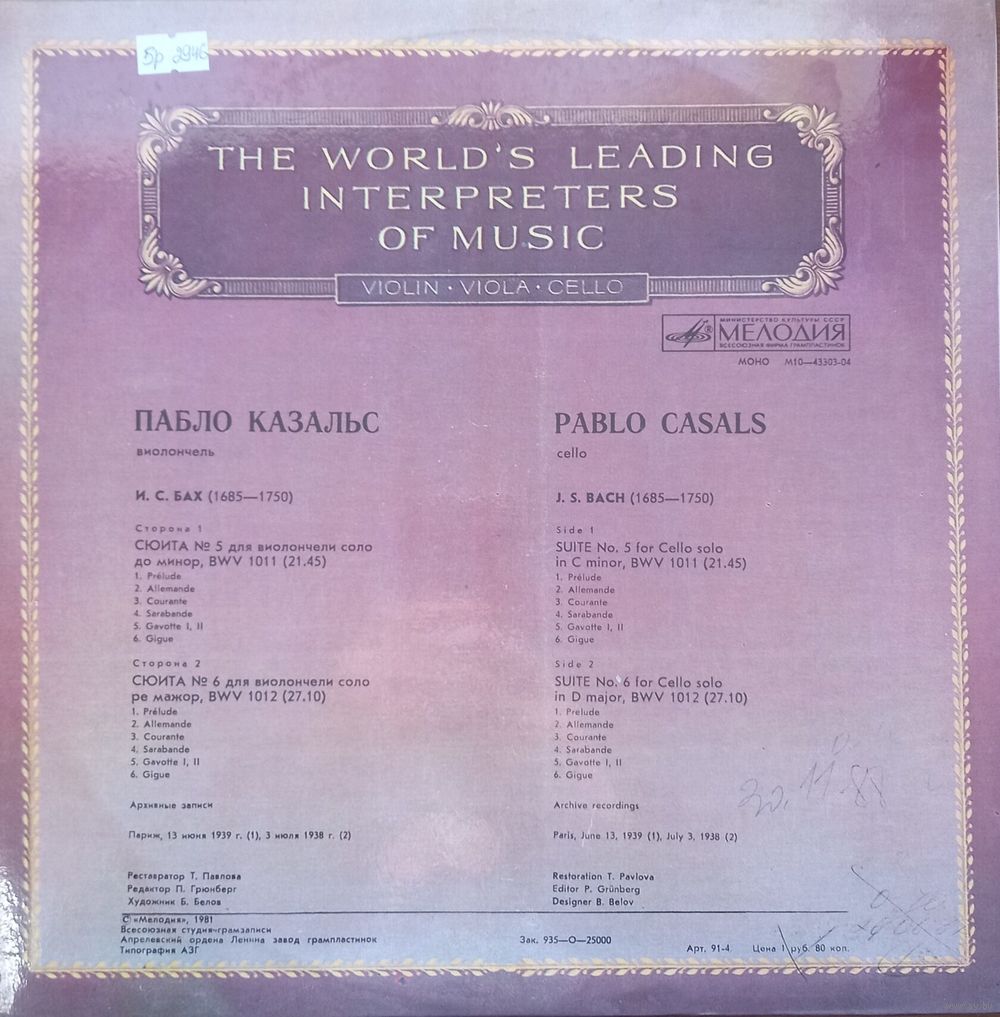 5р 2946
THE WORLD'S LEADING
INTERPRETERS
OF MUSIC
VIOLIN · VIOLA · CELLO
МИНИСТЕРСТВО КУЛЬТУРЫ СССР
МЕЛОДИЯ
ВСЕСОЮЗНАЯ ФИРМА ГРАМПЛАСТИНОК
МОНО М10—43303-04
ПАБЛО КАЗАЛЬС
виолончель
И. С. БАХ (1685—1750)
Сторона 1
СЮИТА № 5 для виолончели соло
до минор, BWV 1011 (21.45)
1. Prélude
2. Allemande
3. Courante
4. Sarabande
5. Gavotte I, II
6. Gigue
Сторона 2
СЮИТА № 6 для виолончели соло
ре мажор, BWV 1012 (27.10)
1. Prélude
2. Allemande
3. Courante
4. Sarabande
5. Gavotte I, II
6. Gigue
Архивные записи
Париж, 13 июня 1939 г. (1), 3 июля 1938 г. (2)
Реставратор Т. Павлова
Редактор П. Грюнберг
Художник Б. Белов
PABLO CASALS
cello
J. S. BACH (1685—1750)
Side 1
SUITE No. 5 for Cello solo
in C minor, BWV 1011 (21.45)
1. Prélude
2. Allemande
3. Courante
4. Sarabande
5. Gavotte I, II
6. Gigue
Side 2
SUITE No. 6 for Cello solo
in D major, BWV 1012 (27.10)
1. Prelude
2. Allemande
3. Courante
4. Sarabande
5. Gavotte I, II
6. Gigue
Archive recordings
Paris, June 13, 1939 (1), July 3, 1938 (2)
Restoration T. Pavlova
Editor P. Grünberg
Designer B. Belov
30.11.88
© «Мелодия», 1981
Всесоюзная студия грамзаписи
Апрелевский ордена Ленина завод грампластинок
Типография АЗГ
Зак. 935—О—25000
Арт. 91-4 Цена 1 руб. 80 коп.